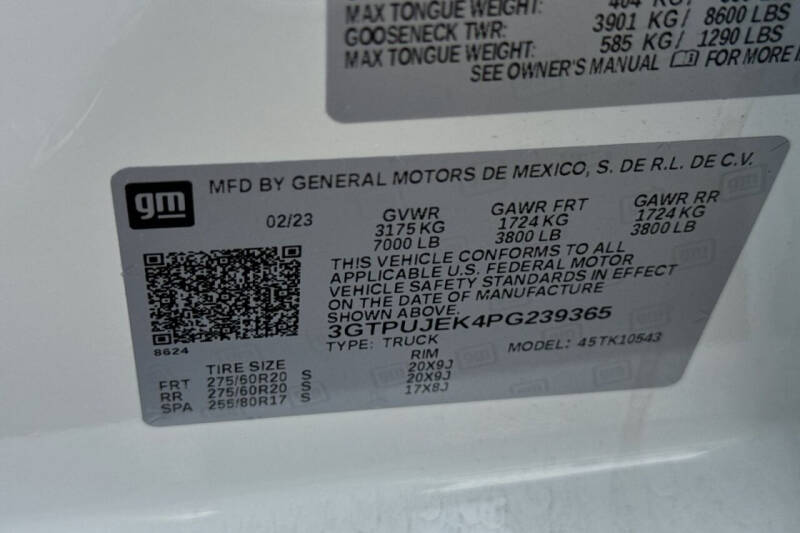 MAX TONGUE WEIGHT:
GOOSENECK TWR: 3901 KG/ 8600 LBS
MAX TONGUE WEIGHT: 585 KG/ 1290 LBS
SEE OWNER'S MANUAL FOR MORE
gm MFD BY GENERAL MOTORS DE MEXICO, S. DE R.L. DE C.V.
02/23 GVWR GAWR FRT GAWR RR
3175 KG 1724 KG 1724 KG
7000 LB 3800 LB 3800 LB
THIS VEHICLE CONFORMS TO ALL
APPLICABLE U.S. FEDERAL MOTOR
VEHICLE SAFETY STANDARDS IN EFFECT
ON THE DATE OF MANUFACTURE
3GTPUJEK4PG239365
8624
TYPE: TRUCK MODEL: 45TK10543
TIRE SIZE RIM
FRT 275/60R20 S 20X9J
RR 275/60R20 S 20X9J
SPA 255/80R17 S 17X8J